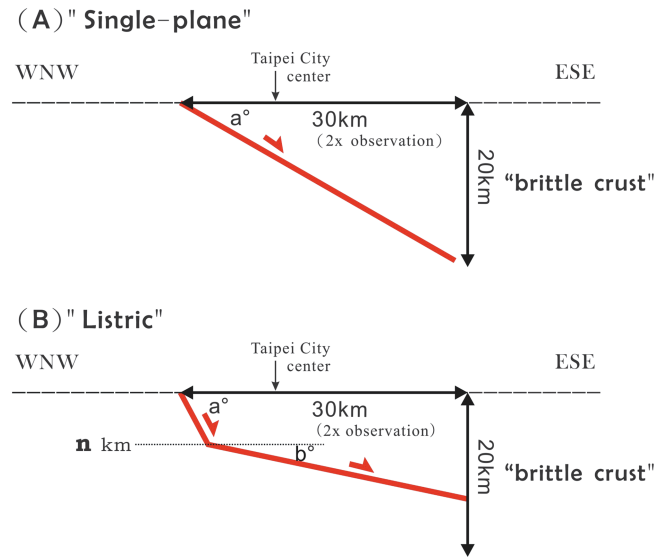 (A)" Single-plane"
WNW
Taipei City
center
ESE
a°
30km
(2x observation)
20km
“brittle crust"
(B)" Listric"
WNW
Taipei City
center
ESE
a°
30km
(2x observation)
n km
b°
20km
“brittle crust"